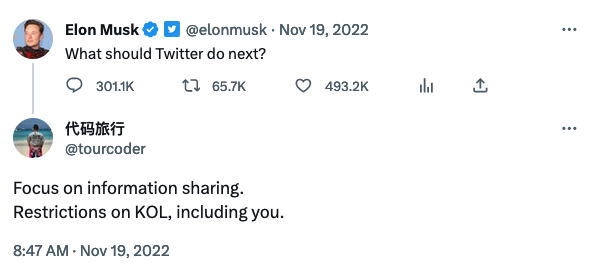 Elon Musk @elonmusk · Nov 19, 2022
What should Twitter do next?
301.1K 65.7K 493.2K
代码旅行
@tourcoder
Focus on information sharing.
Restrictions on KOL, including you.
8:47 AM · Nov 19, 2022